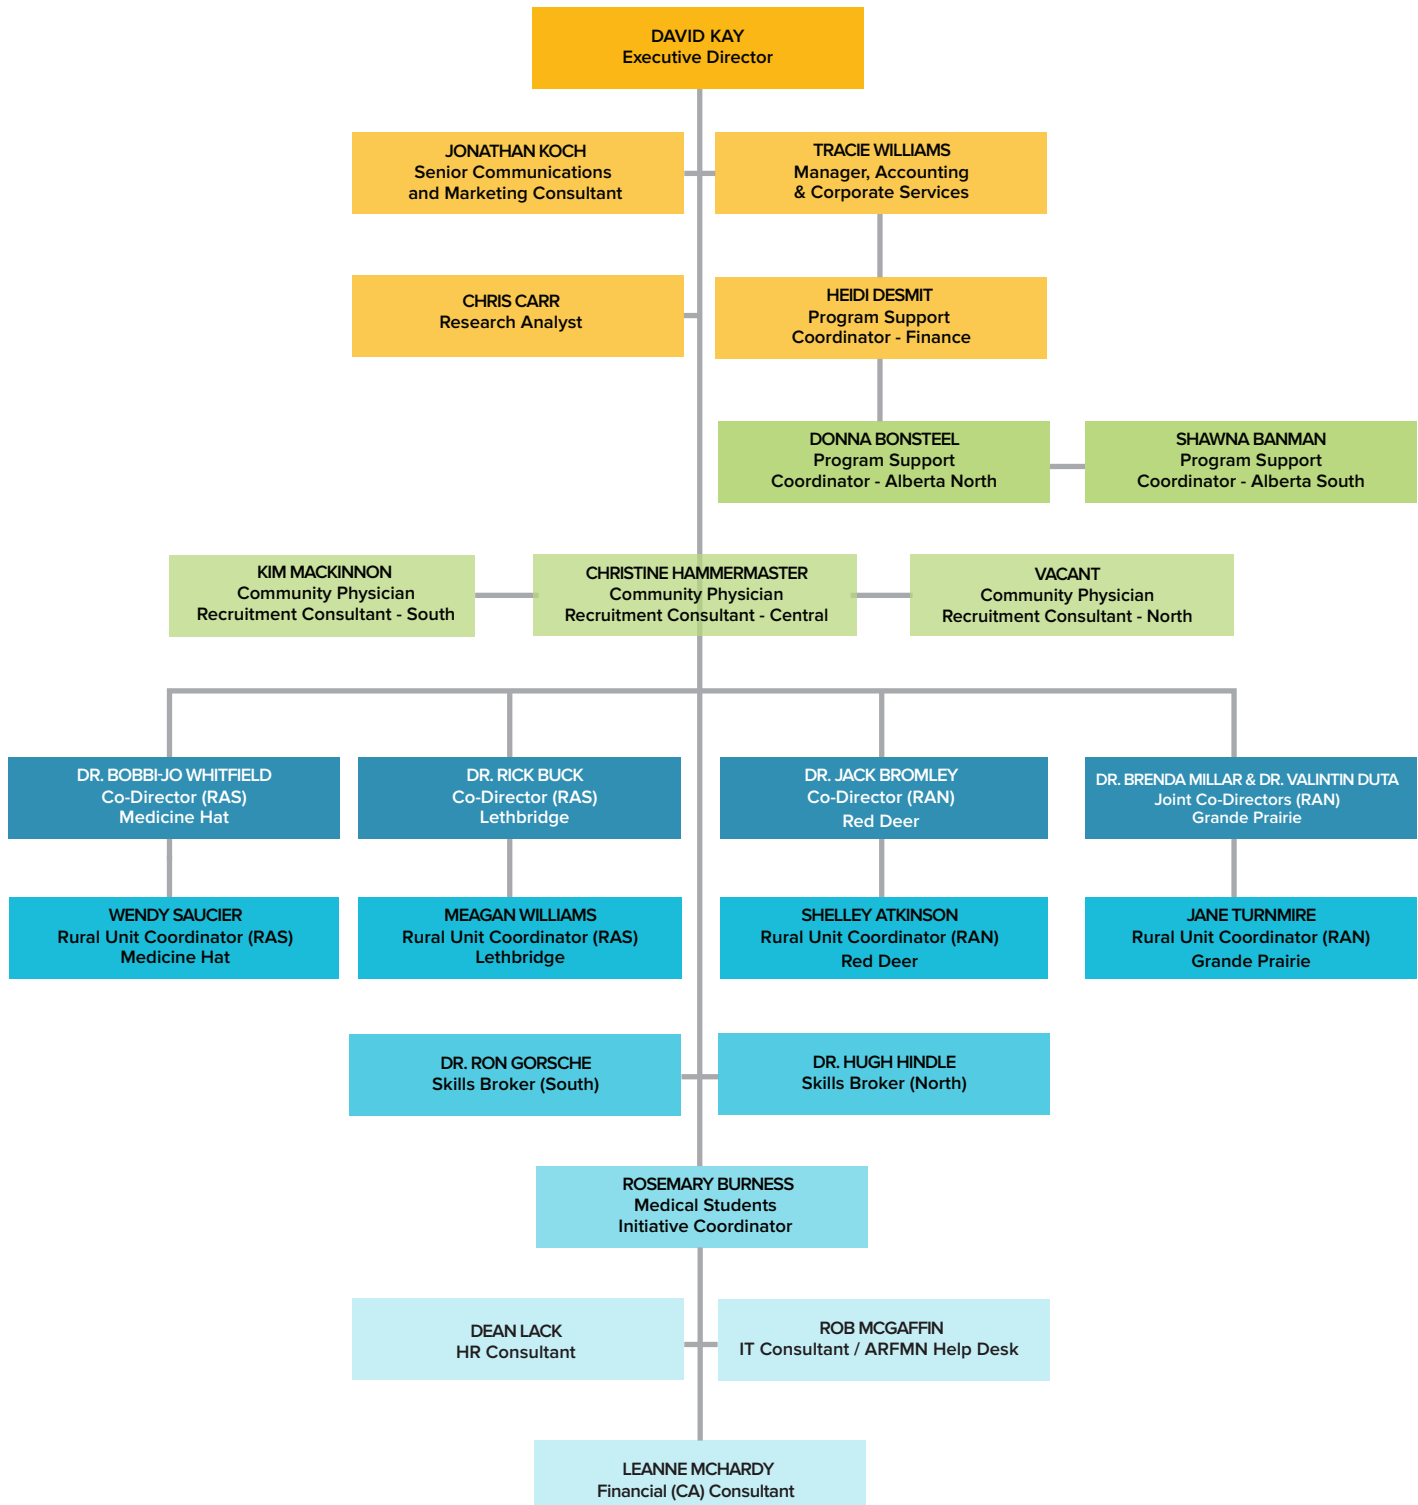 DAVID KAY
Executive Director
JONATHAN KOCH
Senior Communications
and Marketing Consultant
TRACIE WILLIAMS
Manager, Accounting
& Corporate Services
CHRIS CARR
Research Analyst
HEIDI DESMIT
Program Support
Coordinator - Finance
DONNA BONSTEEL
Program Support
Coordinator - Alberta North
SHAWNA BANMAN
Program Support
Coordinator - Alberta South
KIM MACKINNON
Community Physician
Recruitment Consultant - South
CHRISTINE HAMMERMASTER
Community Physician
Recruitment Consultant - Central
VACANT
Community Physician
Recruitment Consultant - North
DR. BOBBI-JO WHITFIELD
Co-Director (RAS)
Medicine Hat
DR. RICK BUCK
Co-Director (RAS)
Lethbridge
DR. JACK BROMLEY
Co-Director (RAN)
Red Deer
DR. BRENDA MILLAR & DR. VALINTIN DUTA
Joint Co-Directors (RAN)
Grande Prairie
WENDY SAUCIER
Rural Unit Coordinator (RAS)
Medicine Hat
MEAGAN WILLIAMS
Rural Unit Coordinator (RAS)
Lethbridge
SHELLEY ATKINSON
Rural Unit Coordinator (RAN)
Red Deer
JANE TURNMIRE
Rural Unit Coordinator (RAN)
Grande Prairie
DR. RON GORSCHE
Skills Broker (South)
DR. HUGH HINDLE
Skills Broker (North)
ROSEMARY BURNESS
Medical Students
Initiative Coordinator
DEAN LACK
HR Consultant
ROB MCGAFFIN
IT Consultant / ARFMN Help Desk
LEANNE MCHARDY
Financial (CA) Consultant